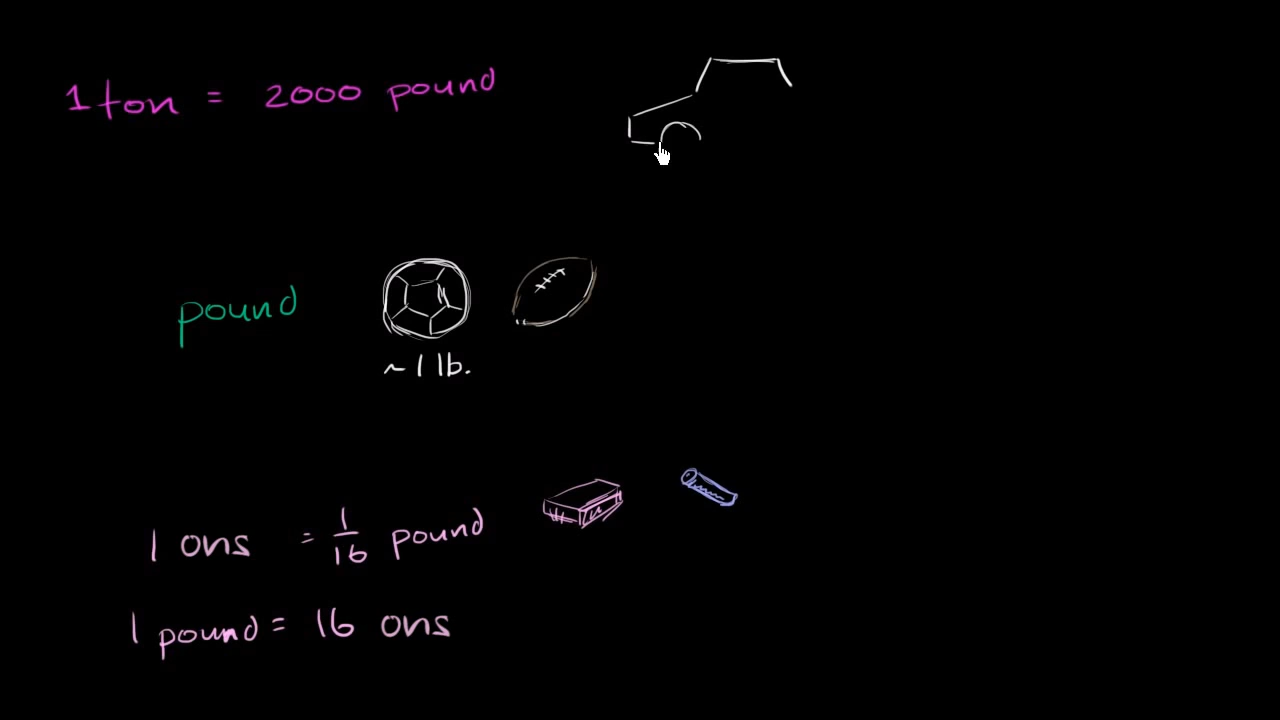 1 ton = 2000 pound
pound
~ 1 lb.
1 ons = 1/16 pound
1 pound = 16 ons